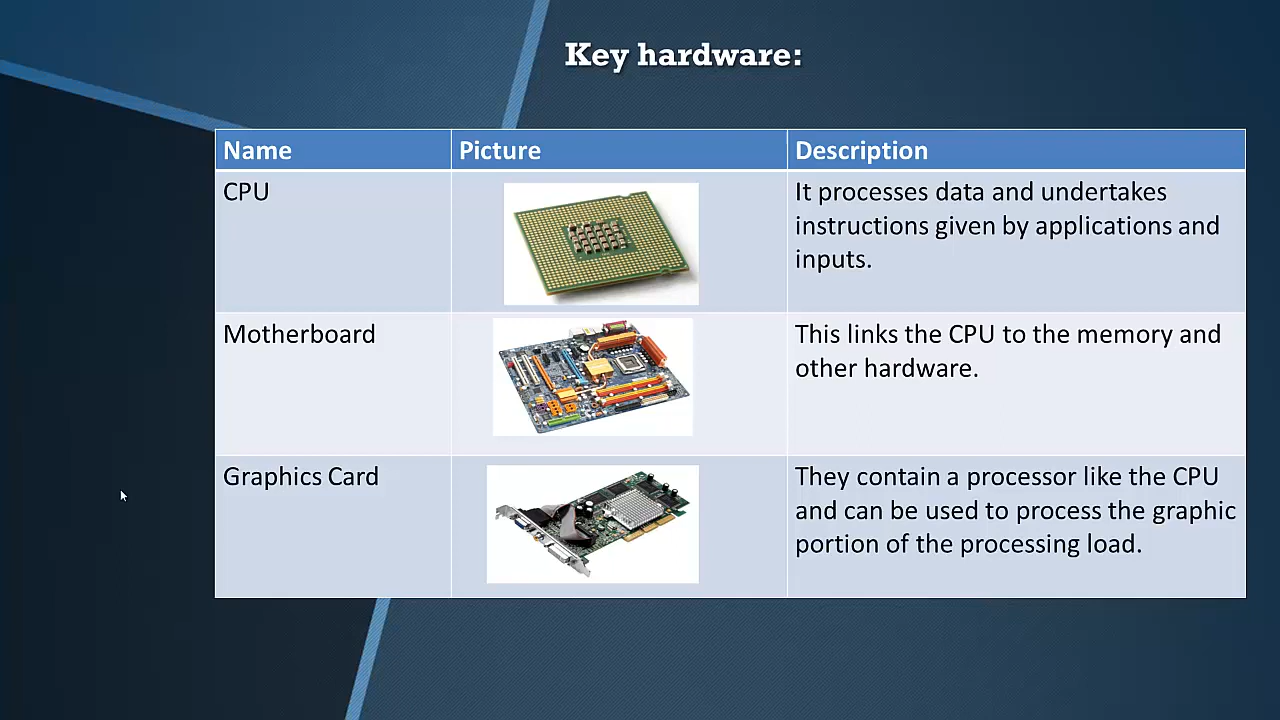 Key hardware:
Name
Picture
Description
CPU
It processes data and undertakes
instructions given by applications and
inputs.
Motherboard
This links the CPU to the memory and
other hardware.
Graphics Card
They contain a processor like the CPU
and can be used to process the graphic
portion of the processing load.